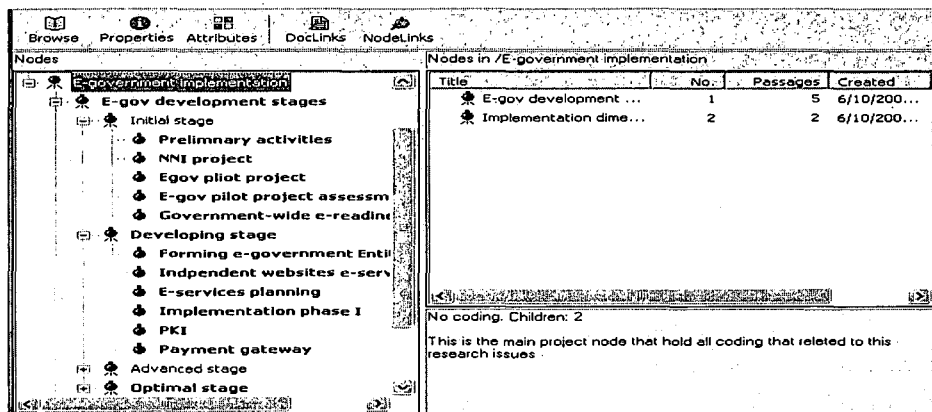 Browse Properties Attributes DocLinks NodeLinks
Nodes
E-government implementation
E-gov development stages
Initial stage
Prelimnary activities
NNI project
Egov pliot project
E-gov pilot project assessm
Government-wide e-readine
Developing stage
Forming e-government Enti
Indpendent websites e-serv
E-services planning
Implementation phase I
PKI
Payment gateway
Advanced stage
Optimal stage
Nodes in /E-government implementation
Title No. Passages Created
E-gov development ... 1 5 6/10/200...
Implementation dime... 2 2 6/10/200...
No coding. Children: 2
This is the main project node that hold all coding that releted to this
research issues